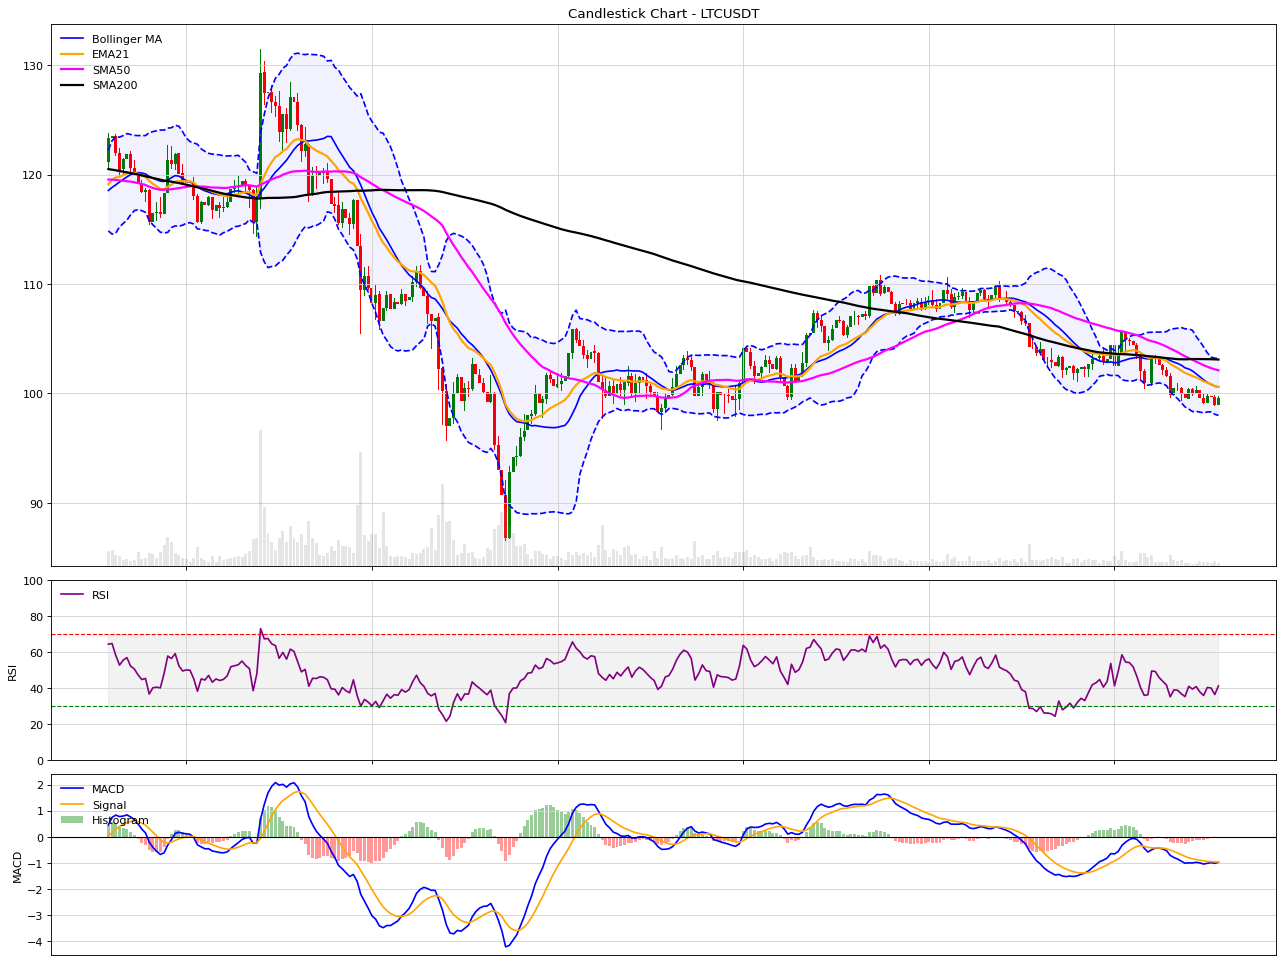 Candlestick Chart - LTCUSDT
Bollinger MA
EMA21
SMA50
SMA200
130
120
110
100
90
RSI
100
80
60
40
20
0
RSI
MACD
Signal
Histogram
2
1
0
−1
−2
−3
−4
MACD